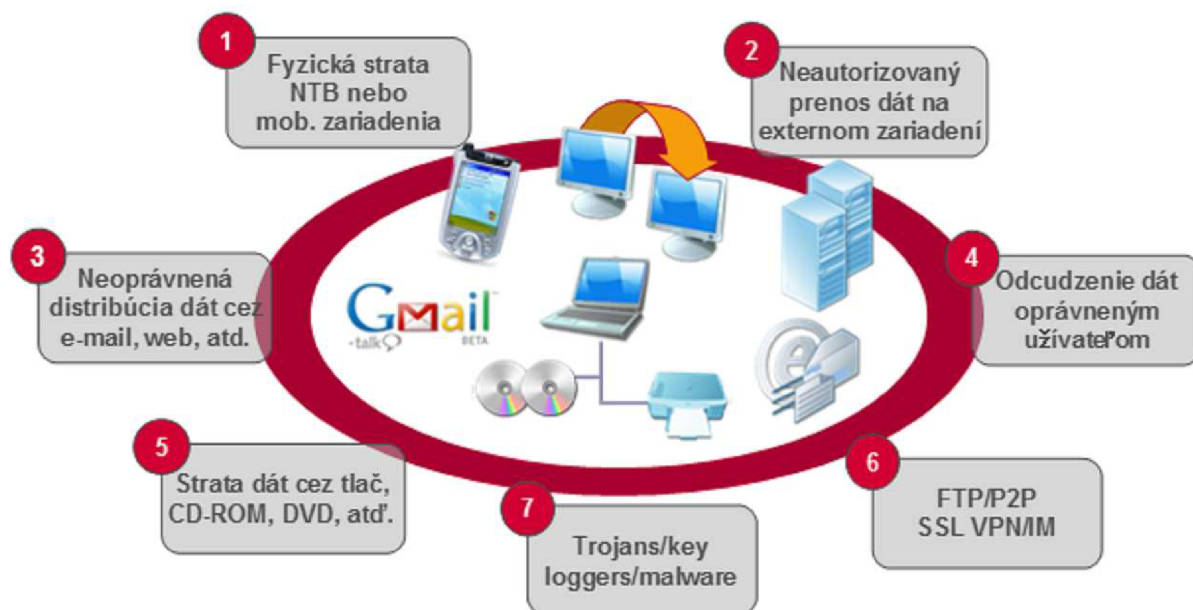 1
Fyzická strata
NTB nebo
mob. zariadenia
2
Neautorizovaný
prenos dát na
externom zariadení
3
Neoprávnená
distribúcia dát cez
e-mail, web, atd.
4
Odcudzenie dát
oprávneným
užívateľom
Gmail™
-talk BETA
5
Strata dát cez tlač,
CD-ROM, DVD, atď.
6
FTP/P2P
SSL VPN/IM
7
Trojans/key
loggers/malware